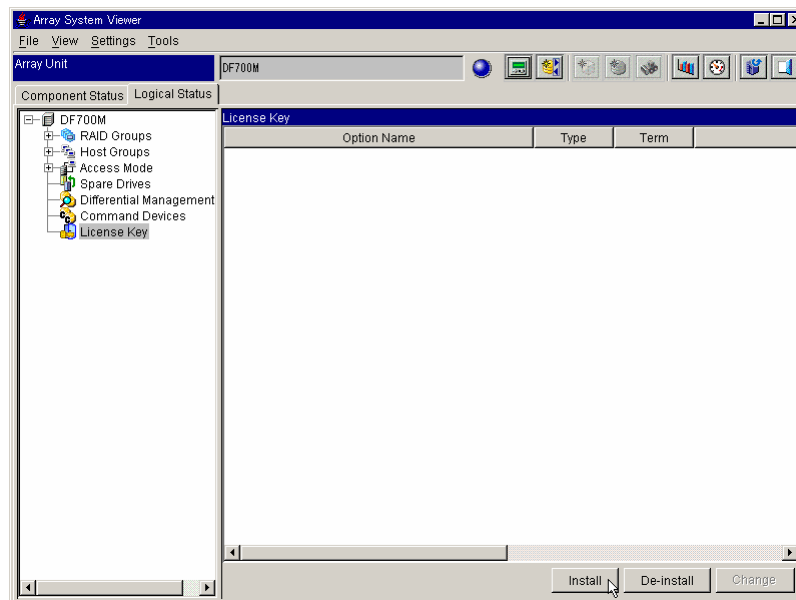 Array System Viewer
File View Settings Tools
Array Unit
DF700M
Component Status Logical Status
DF700M
RAID Groups
Host Groups
Access Mode
Spare Drives
Differential Management
Command Devices
License Key
License Key
Option Name Type Term
Install De-install Change